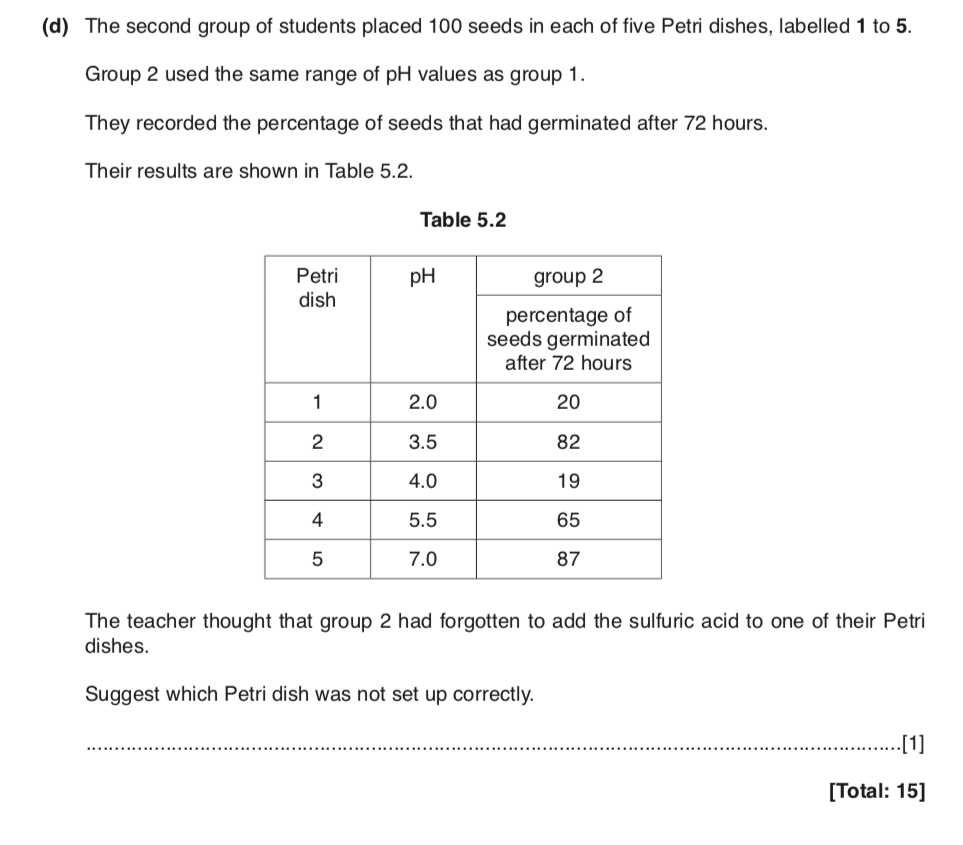 (d) The second group of students placed 100 seeds in each of five Petri dishes, labelled 1 to 5.
Group 2 used the same range of pH values as group 1.
They recorded the percentage of seeds that had germinated after 72 hours.
Their results are shown in Table 5.2.
Table 5.2
Petri dish pH group 2
percentage of seeds germinated after 72 hours
1 2.0 20
2 3.5 82
3 4.0 19
4 5.5 65
5 7.0 87
The teacher thought that group 2 had forgotten to add the sulfuric acid to one of their Petri
dishes.
Suggest which Petri dish was not set up correctly.
..........[1]
[Total: 15]